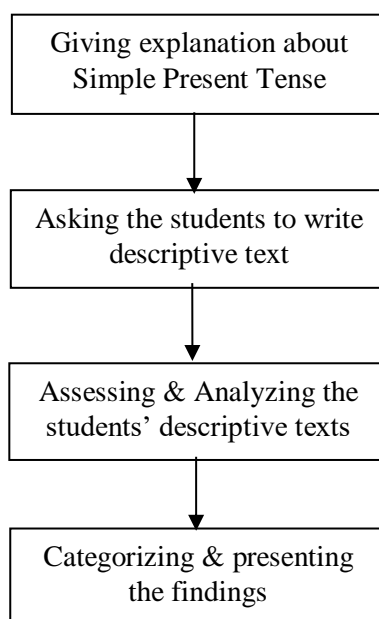 Giving explanation about
Simple Present Tense
Asking the students to write
descriptive text
Assessing & Analyzing the
students’ descriptive texts
Categorizing & presenting
the findings